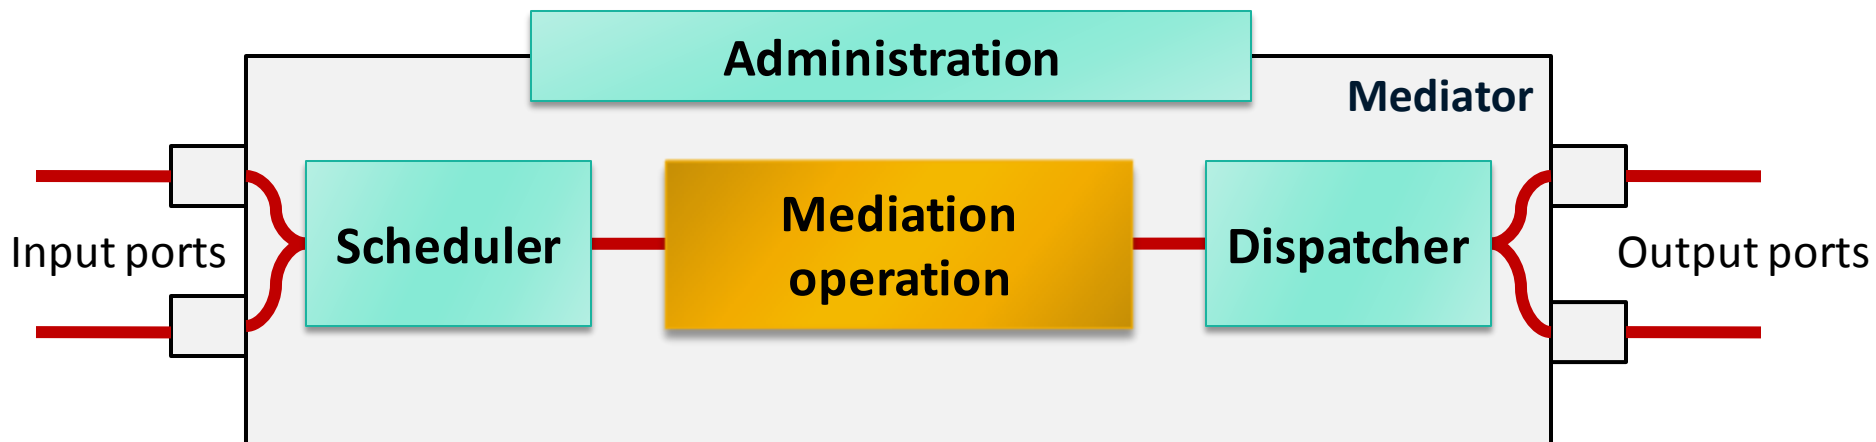 Administration
Mediator
Input ports
Scheduler
Mediation
operation
Dispatcher
Output ports